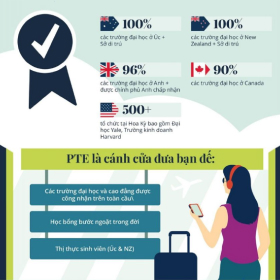 100%
các trường đại học ở Úc +
Sở di trú
100%
các trường đại học ở New
Zealand + Sở di trú
96%
các trường đại học ở Anh +
được chính phủ Anh chấp nhận
90%
các trường đại học ở Canada
500+
tổ chức tại Hoa Kỳ bao gồm Đại
học Yale, Trường kinh doanh
Harvard
PTE là cánh cửa đưa bạn đế:
Các trường đại học và cao đẳng được
công nhận trên toàn cầu.
Học bổng bước ngoặt trong đời
Thị thực sinh viên (Úc & NZ)